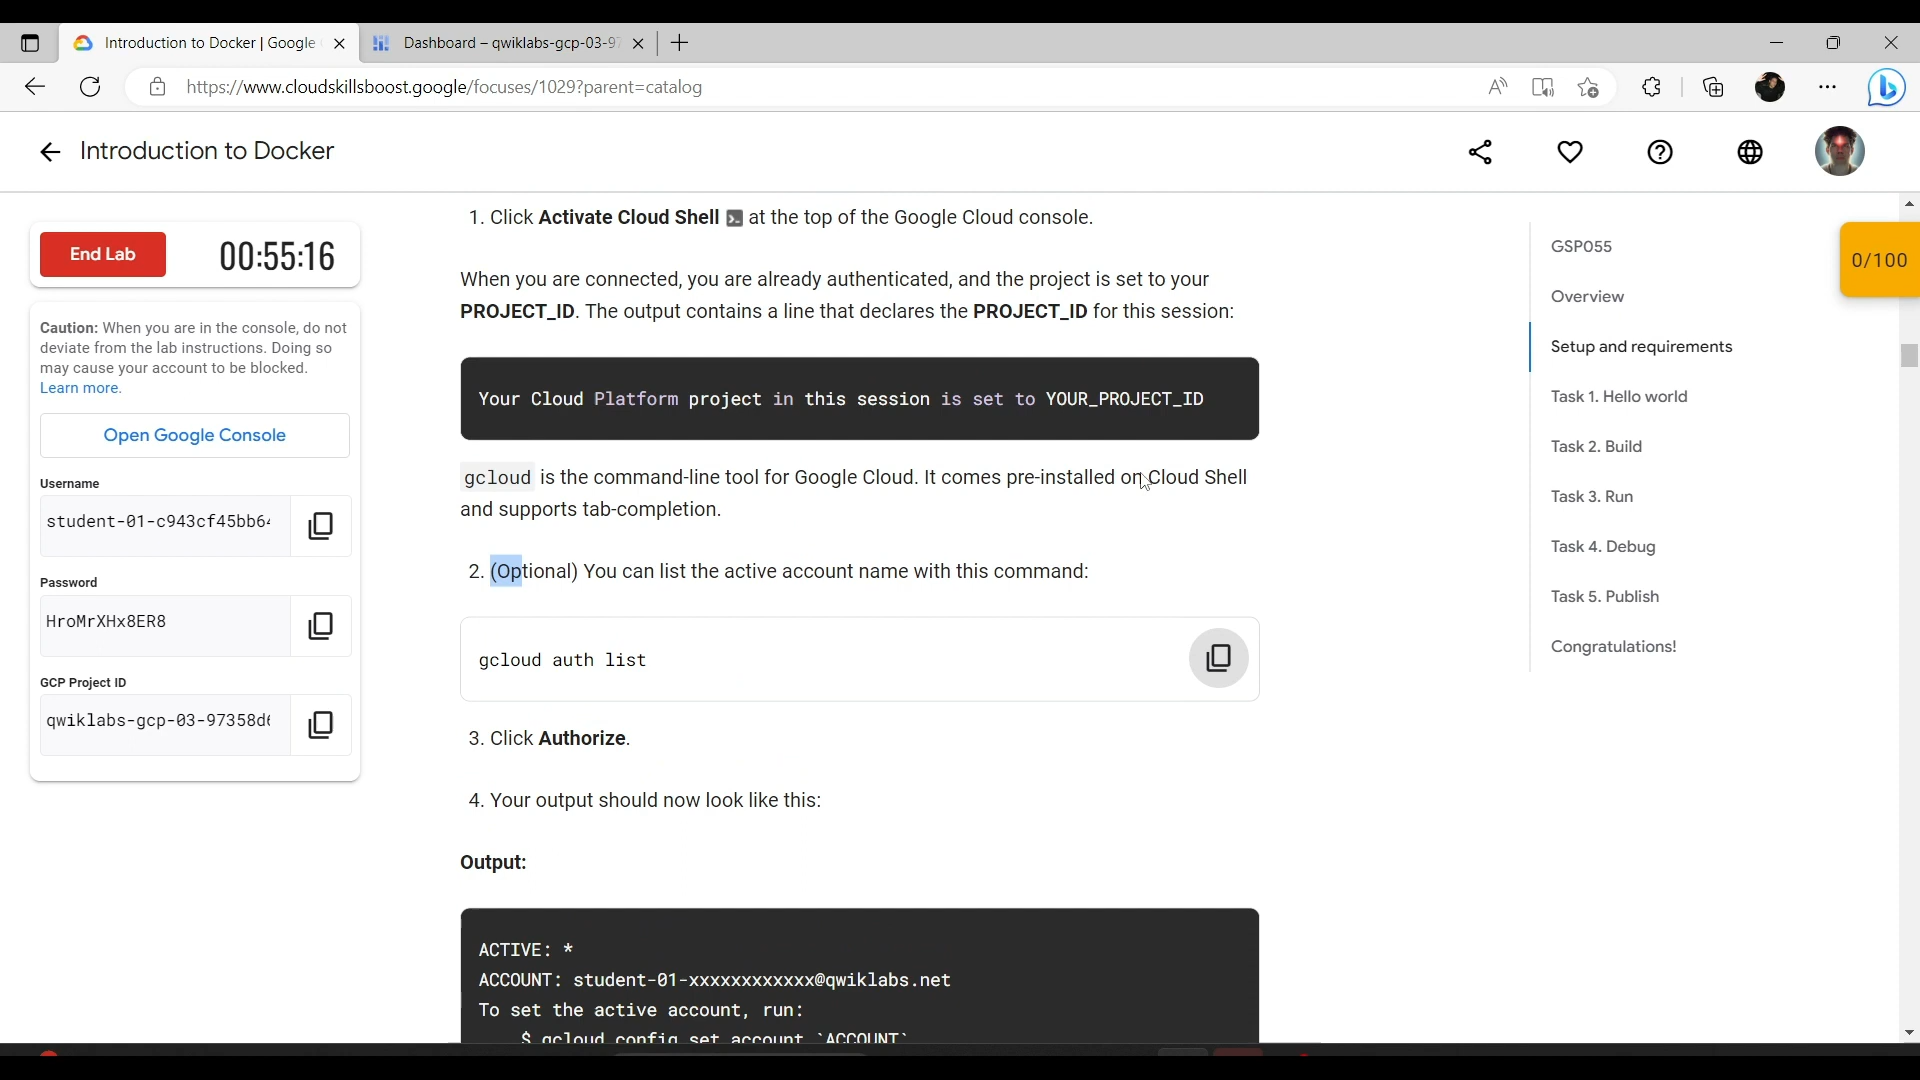 Introduction to Docker | Google
Dashboard – qwiklabs-gcp-03-97
https://www.cloudskillsboost.google/focuses/1029?parent=catalog
Introduction to Docker
End Lab
00:55:16
Caution: When you are in the console, do not
deviate from the lab instructions. Doing so
may cause your account to be blocked.
Learn more.
Open Google Console
Username
student-01-c943cf45bb64
Password
HroMrXHx8ER8
GCP Project ID
qwiklabs-gcp-03-97358d6
1. Click Activate Cloud Shell at the top of the Google Cloud console.
When you are connected, you are already authenticated, and the project is set to your
PROJECT_ID. The output contains a line that declares the PROJECT_ID for this session:
Your Cloud Platform project in this session is set to YOUR_PROJECT_ID
gcloud is the command-line tool for Google Cloud. It comes pre-installed on Cloud Shell
and supports tab-completion.
2. (Optional) You can list the active account name with this command:
gcloud auth list
3. Click Authorize.
4. Your output should now look like this:
Output:
ACTIVE: *
ACCOUNT: student-01-xxxxxxxxxxxx@qwiklabs.net
To set the active account, run:
$ gcloud config set account `ACCOUNT`
GSP055
Overview
Setup and requirements
Task 1. Hello world
Task 2. Build
Task 3. Run
Task 4. Debug
Task 5. Publish
Congratulations!
0/100